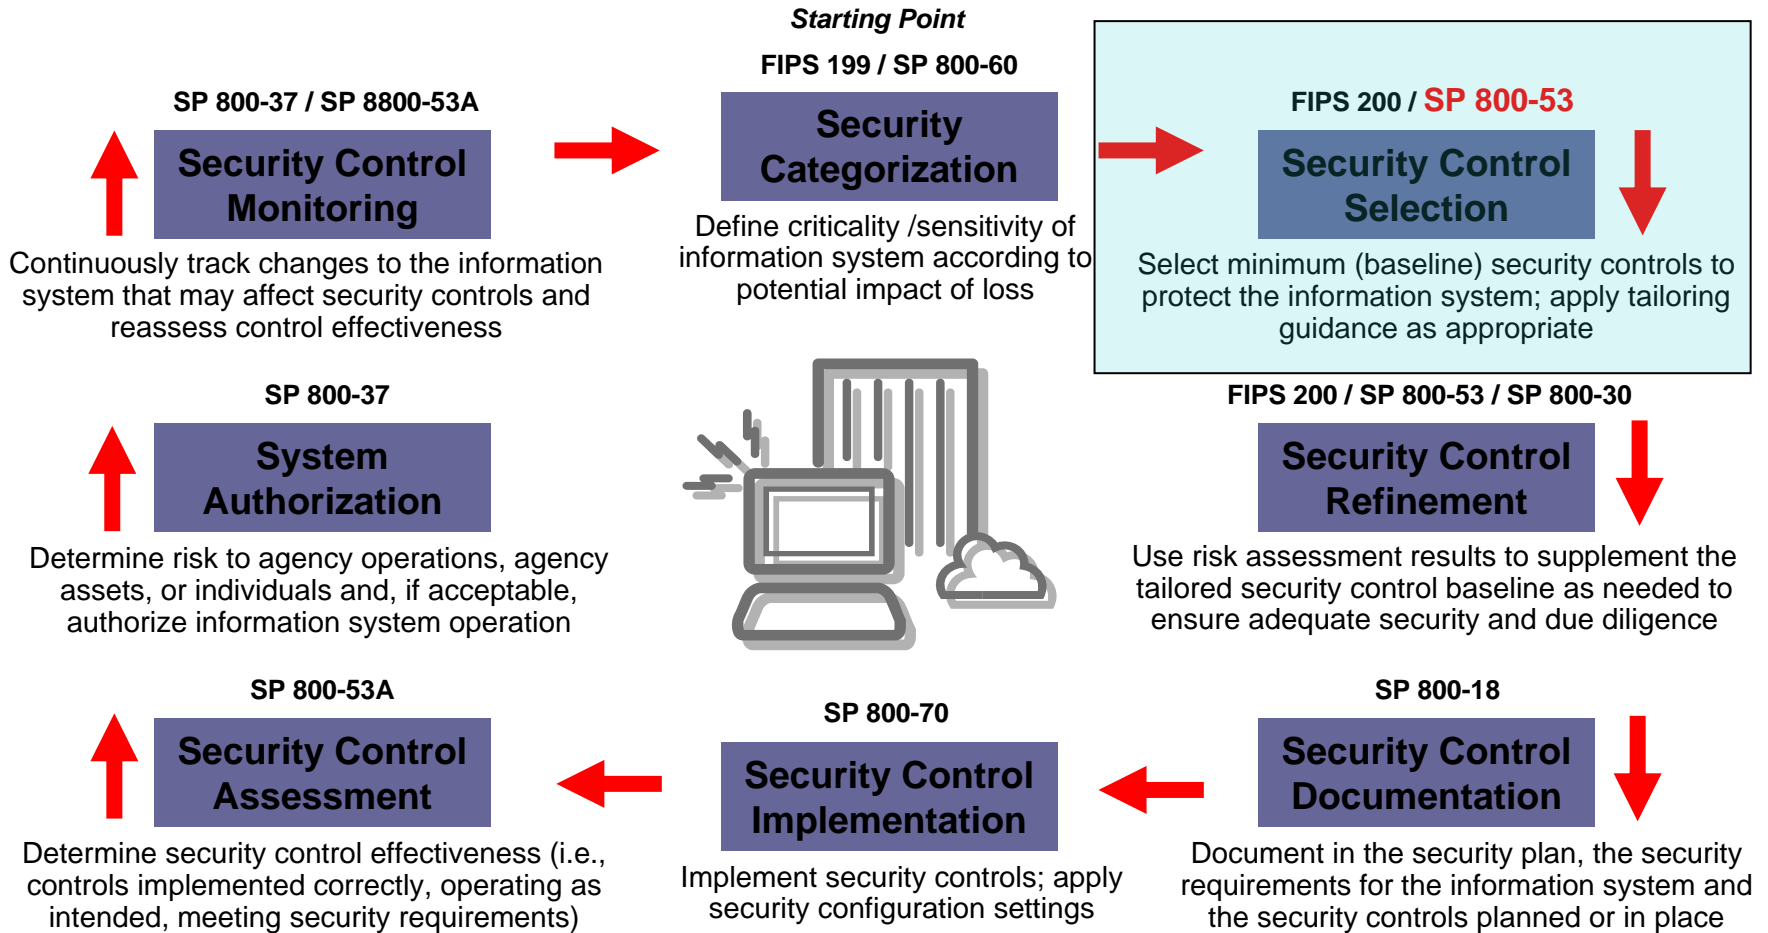 Starting Point
FIPS 199 / SP 800-60
Security
Categorization
Define criticality /sensitivity of
information system according to
potential impact of loss
FIPS 200 / SP 800-53
Security Control
Selection
Select minimum (baseline) security controls to
protect the information system; apply tailoring
guidance as appropriate
FIPS 200 / SP 800-53 / SP 800-30
Security Control
Refinement
Use risk assessment results to supplement the
tailored security control baseline as needed to
ensure adequate security and due diligence
SP 800-18
Security Control
Documentation
Document in the security plan, the security
requirements for the information system and
the security controls planned or in place
SP 800-70
Security Control
Implementation
Implement security controls; apply
security configuration settings
SP 800-53A
Security Control
Assessment
Determine security control effectiveness (i.e.,
controls implemented correctly, operating as
intended, meeting security requirements)
SP 800-37
System
Authorization
Determine risk to agency operations, agency
assets, or individuals and, if acceptable,
authorize information system operation
SP 800-37 / SP 8800-53A
Security Control
Monitoring
Continuously track changes to the information
system that may affect security controls and
reassess control effectiveness